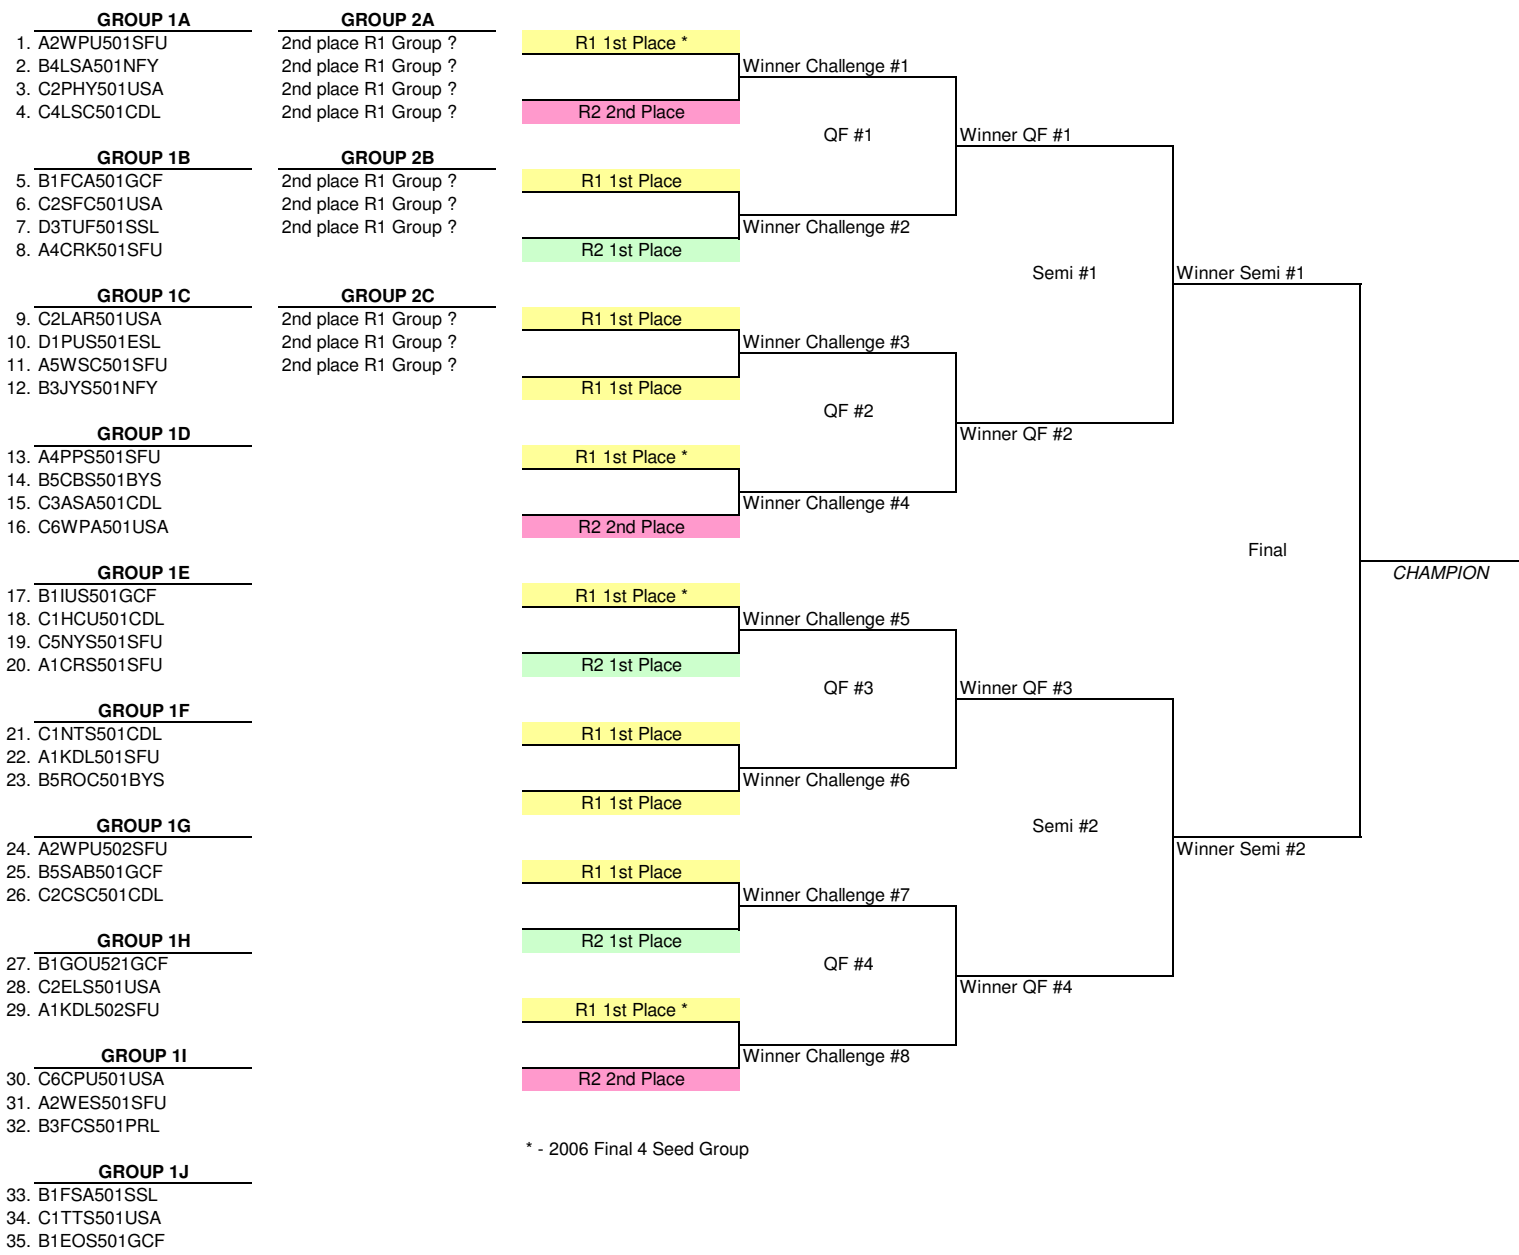 GROUP 1A
1. A2WPU501SFU
2. B4LSA501NFY
3. C2PHY501USA
4. C4LSC501CDL
GROUP 1B
5. B1FCA501GCF
6. C2SFC501USA
7. D3TUF501SSL
8. A4CRK501SFU
GROUP 1C
9. C2LAR501USA
10. D1PUS501ESL
11. A5WSC501SFU
12. B3JYS501NFY
GROUP 1D
13. A4PPS501SFU
14. B5CBS501BYS
15. C3ASA501CDL
16. C6WPA501USA
GROUP 1E
17. B1IUS501GCF
18. C1HCU501CDL
19. C5NYS501SFU
20. A1CRS501SFU
GROUP 1F
21. C1NTS501CDL
22. A1KDL501SFU
23. B5ROC501BYS
GROUP 1G
24. A2WPU502SFU
25. B5SAB501GCF
26. C2CSC501CDL
GROUP 1H
27. B1GOU521GCF
28. C2ELS501USA
29. A1KDL502SFU
GROUP 1I
30. C6CPU501USA
31. A2WES501SFU
32. B3FCS501PRL
GROUP 1J
33. B1FSA501SSL
34. C1TTS501USA
35. B1EOS501GCF
GROUP 2A
2nd place R1 Group ?
2nd place R1 Group ?
2nd place R1 Group ?
2nd place R1 Group ?
GROUP 2B
2nd place R1 Group ?
2nd place R1 Group ?
2nd place R1 Group ?
GROUP 2C
2nd place R1 Group ?
2nd place R1 Group ?
2nd place R1 Group ?
R1 1st Place *
R2 2nd Place
R1 1st Place
R2 1st Place
R1 1st Place
R1 1st Place
R1 1st Place *
R2 2nd Place
R1 1st Place *
R2 1st Place
R1 1st Place
R1 1st Place
R1 1st Place
R2 1st Place
R1 1st Place *
R2 2nd Place
* - 2006 Final 4 Seed Group
Winner Challenge #1
QF #1
Winner Challenge #2
Winner Challenge #3
QF #2
Winner Challenge #4
Winner Challenge #5
QF #3
Winner Challenge #6
Winner Challenge #7
QF #4
Winner Challenge #8
Winner QF #1
Semi #1
Winner QF #2
Winner QF #3
Semi #2
Winner QF #4
Winner Semi #1
Final
Winner Semi #2
CHAMPION